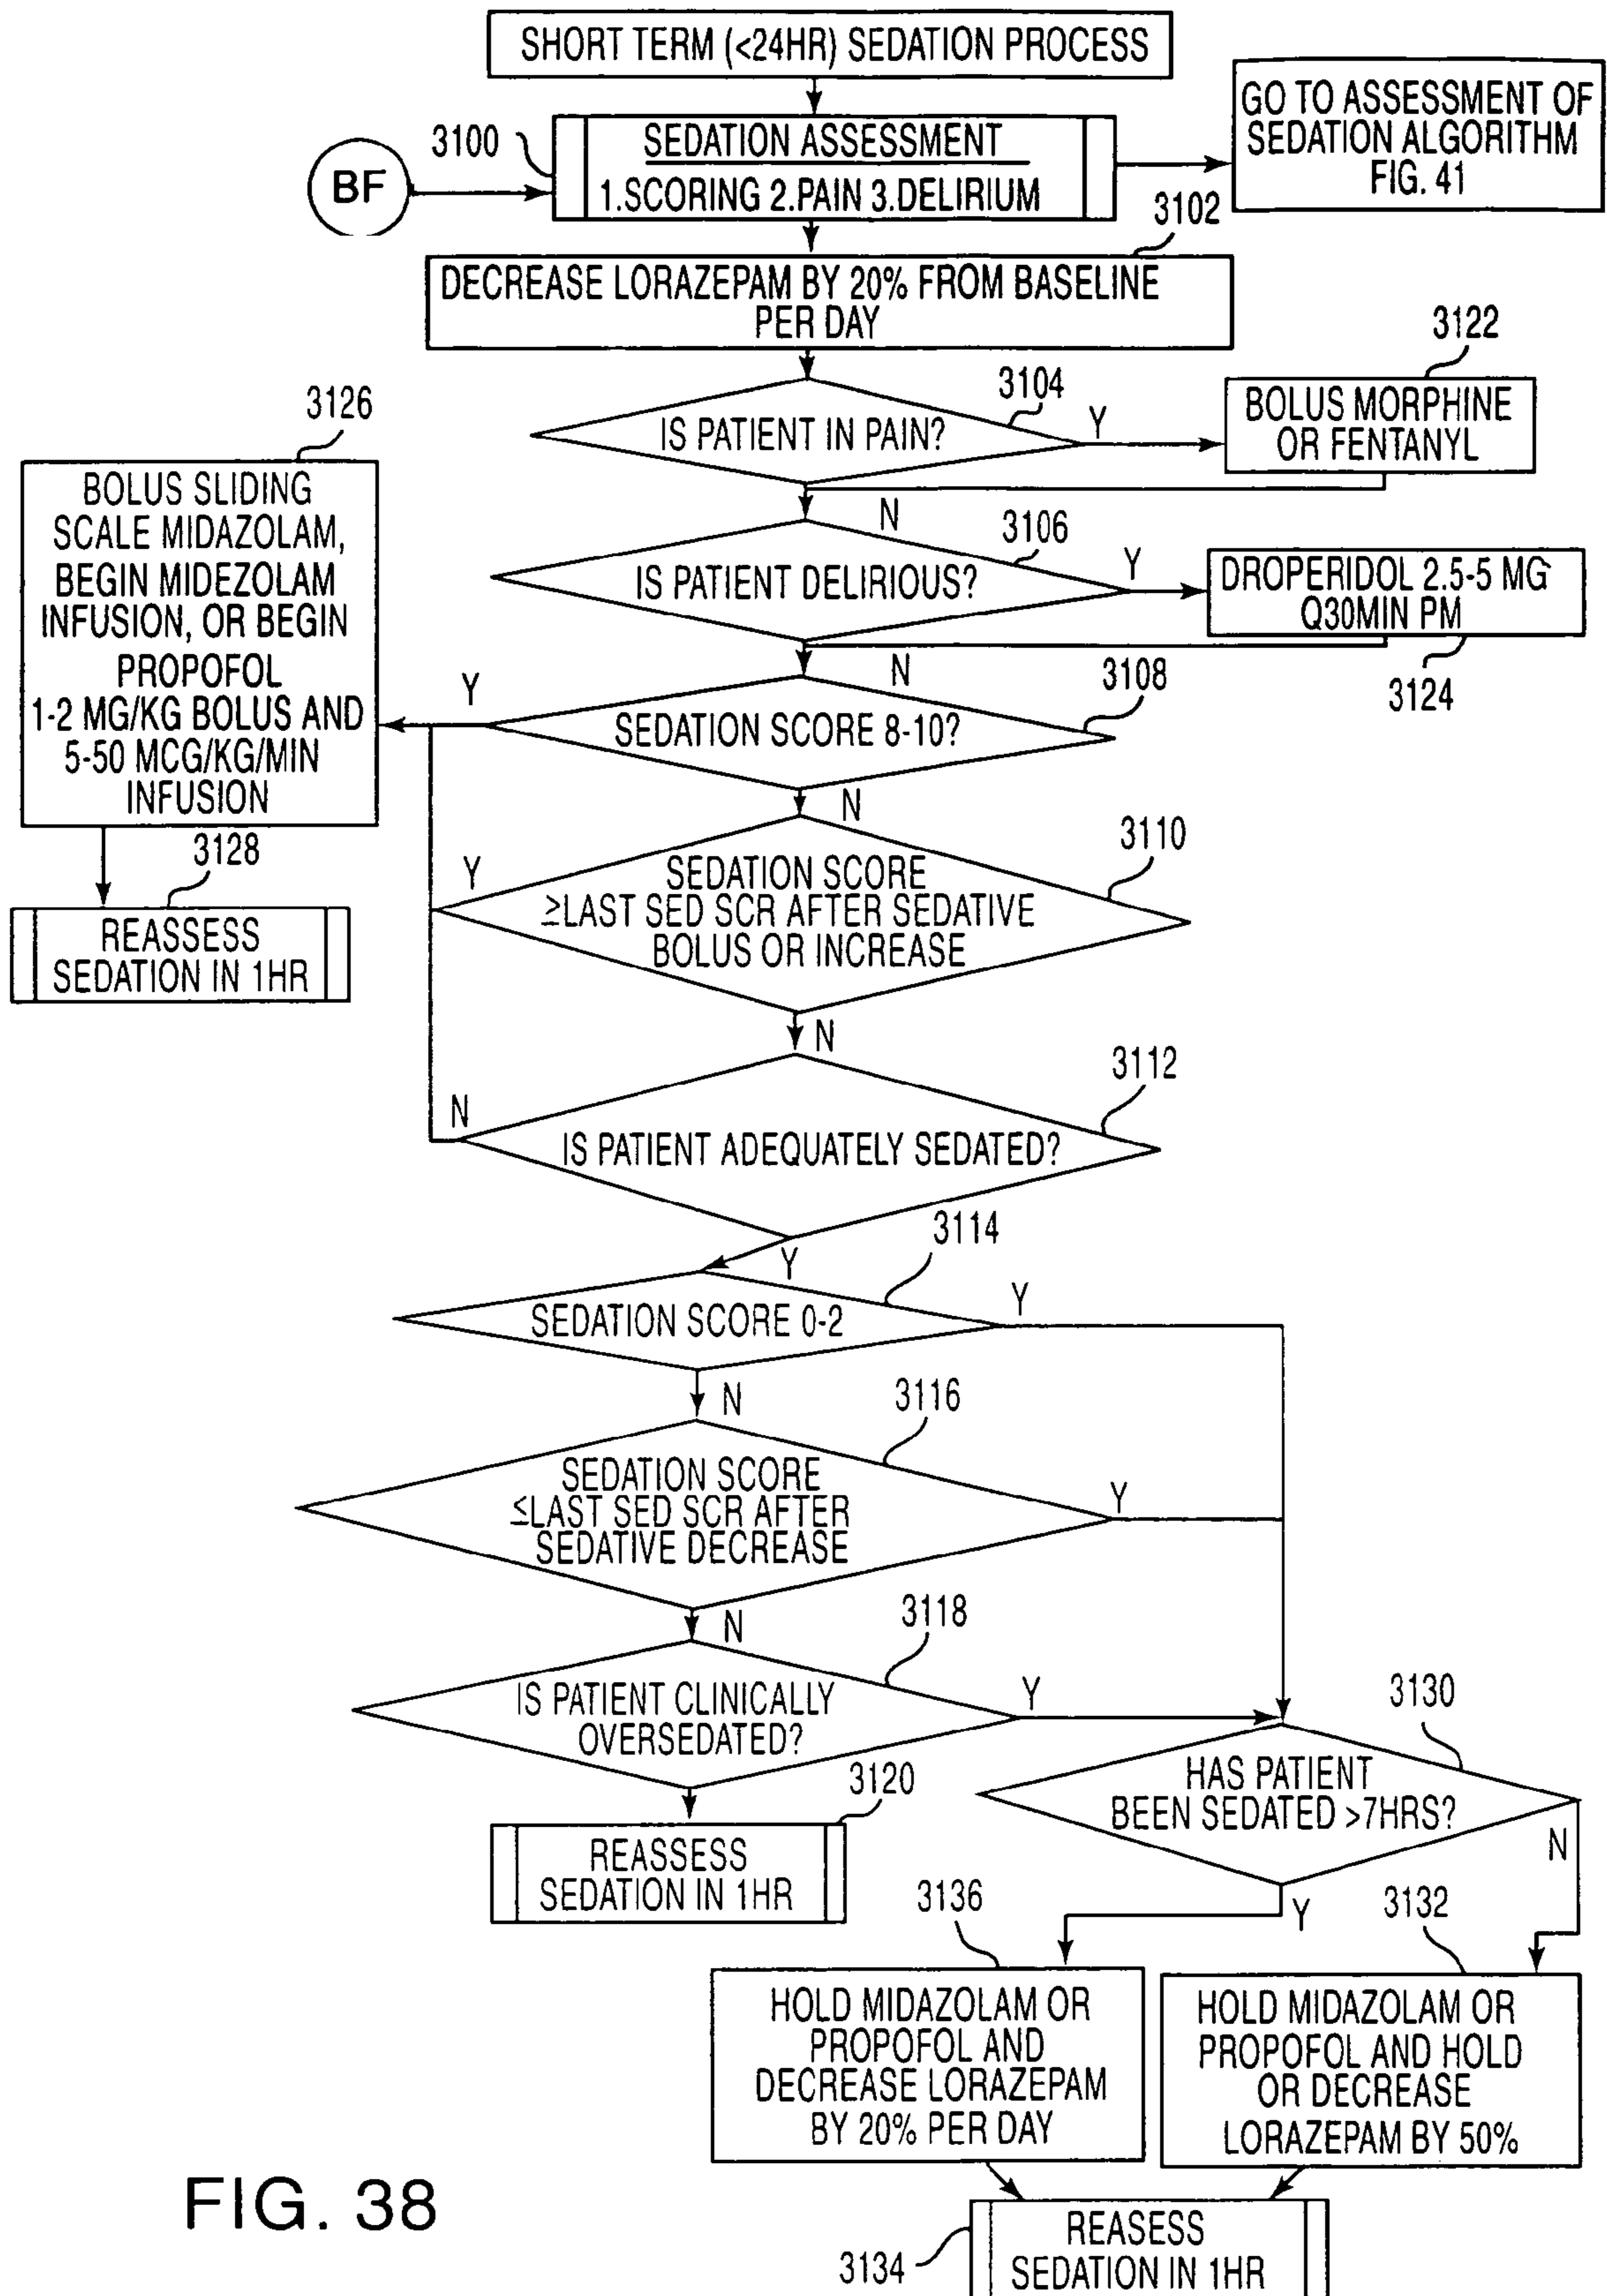 SHORT TERM (<24HR) SEDATION PROCESS
GO TO ASSESSMENT OF
SEDATION ALGORITHM
FIG. 41
3100
SEDATION ASSESSMENT
1.SCORING 2.PAIN 3.DELIRIUM
BF
3102
DECREASE LORAZEPAM BY 20% FROM BASELINE
PER DAY
3104
IS PATIENT IN PAIN?
Y
3122
BOLUS MORPHINE
OR FENTANYL
N
3106
IS PATIENT DELIRIOUS?
Y
DROPERIDOL 2.5-5 MG
Q30MIN PM
3124
N
3126
BOLUS SLIDING
SCALE MIDAZOLAM,
BEGIN MIDEZOLAM
INFUSION, OR BEGIN
PROPOFOL
1-2 MG/KG BOLUS AND
5-50 MCG/KG/MIN
INFUSION
Y
3108
SEDATION SCORE 8-10?
N
3128
REASSESS
SEDATION IN 1HR
Y
3110
SEDATION SCORE
≥LAST SED SCR AFTER SEDATIVE
BOLUS OR INCREASE
N
3112
N
IS PATIENT ADEQUATELY SEDATED?
Y
3114
SEDATION SCORE 0-2
Y
N
3116
SEDATION SCORE
≤LAST SED SCR AFTER
SEDATIVE DECREASE
Y
N
3118
IS PATIENT CLINICALLY
OVERSEDATED?
Y
3120
REASSESS
SEDATION IN 1HR
3130
HAS PATIENT
BEEN SEDATED >7HRS?
N
Y
3136
HOLD MIDAZOLAM OR
PROPOFOL AND
DECREASE LORAZEPAM
BY 20% PER DAY
3132
HOLD MIDAZOLAM OR
PROPOFOL AND HOLD
OR DECREASE
LORAZEPAM BY 50%
3134
REASESS
SEDATION IN 1HR
FIG. 38